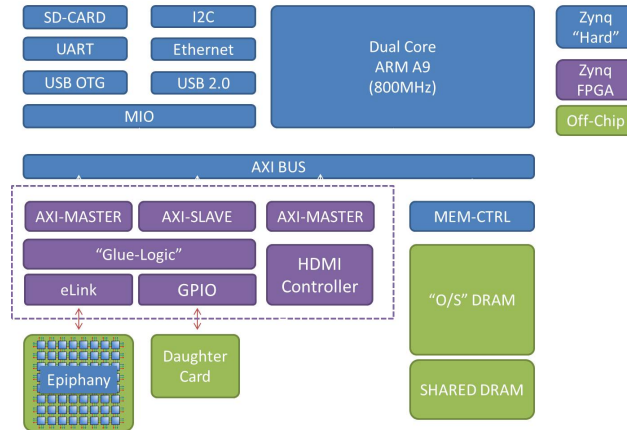 SD-CARD
I2C
UART
Ethernet
USB OTG
USB 2.0
MIO
Dual Core
ARM A9
(800MHz)
Zynq
“Hard”
Zynq
FPGA
Off-Chip
AXI BUS
AXI-MASTER
AXI-SLAVE
AXI-MASTER
MEM-CTRL
“Glue-Logic”
HDMI
Controller
eLink
GPIO
“O/S” DRAM
Epiphany
Daughter
Card
SHARED DRAM